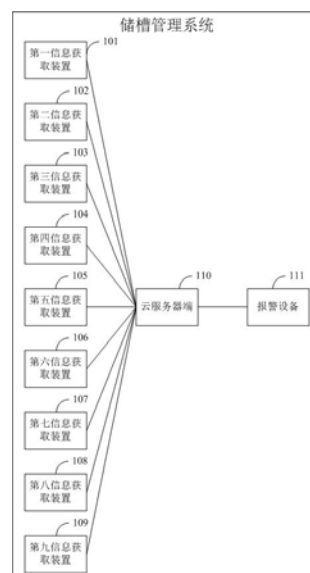 储槽管理系统
101
第一信息获
取装置
102
第二信息获
取装置
103
第三信息获
取装置
104
第四信息获
取装置
105
第五信息获
取装置
110
云服务器端
111
报警设备
106
第六信息获
取装置
107
第七信息获
取装置
108
第八信息获
取装置
109
第九信息获
取装置